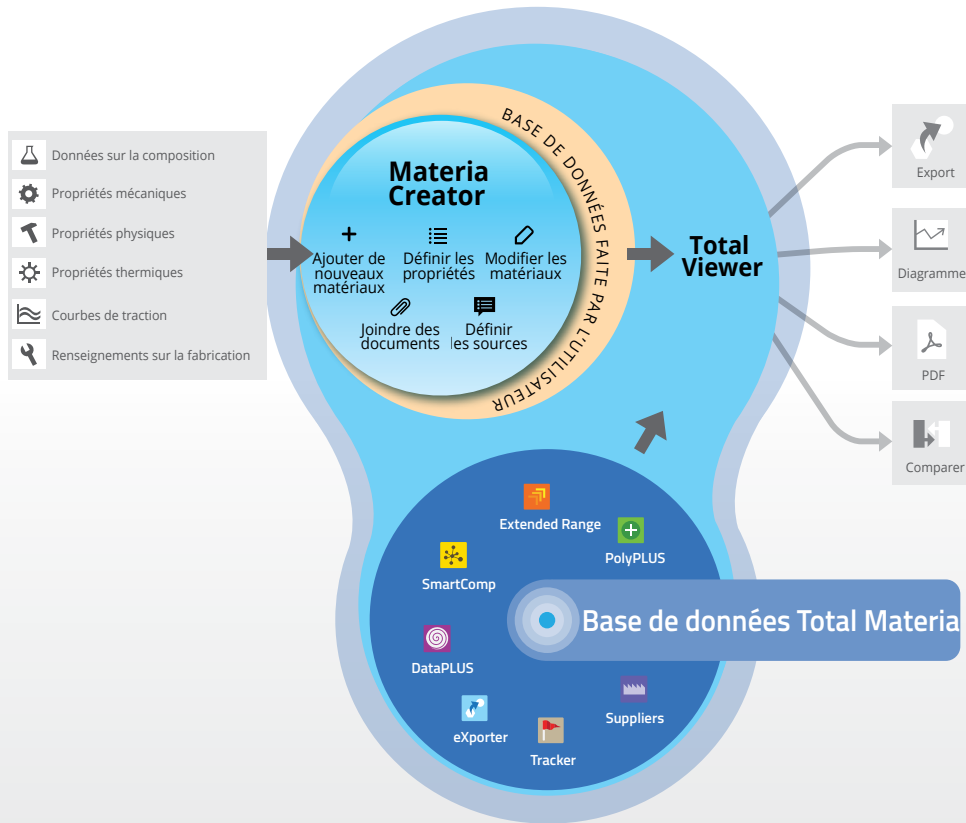 Données sur la composition
Propriétés mécaniques
Propriétés physiques
Propriétés thermiques
Courbes de traction
Renseignements sur la fabrication
Materia
Creator
Ajouter de
nouveaux
matériaux
Définir les
propriétés
Modifier les
matériaux
Joindre des
documents
Définir
les sources
BASE DE DONNÉES FAITE PAR L'UTILISATEUR
Total
Viewer
Export
Diagramme
PDF
Comparer
Extended Range
PolyPLUS
SmartComp
Base de données Total Materia
DataPLUS
Suppliers
eXporter
Tracker